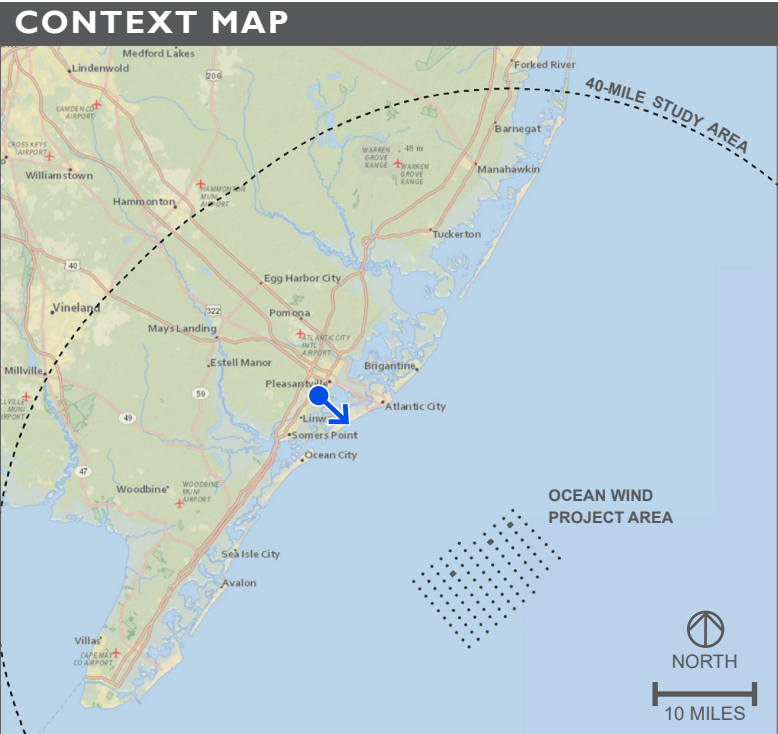 CONTEXT MAP
Medford Lakes
Lindenwold
206
Forked River
40-MILE STUDY AREA
CAMDEN CO
AIRPORT
Barnegat
CROSS KEYS
AIRPORT
WARREN
GROVE
RANGE
48 m
WARREN
GROVE
RANGE
Manahawkin
Williamstown
HAMMONTON
MUNI
AIRPORT
Hammonton
Tuckerton
40
Egg Harbor City
Vineland
322
Pomona
Mays Landing
ATLANTIC CITY
INTL
AIRPORT
Estell Manor
Brigantine
Millville
Pleasantville
LLVILLE
MUNI
IRPORT
50
Atlantic City
49
Linw
Somers Point
Ocean City
47
Woodbine
WOODBINE
MUNI
AIRPORT
OCEAN WIND
PROJECT AREA
Sea Isle City
Avalon
Villas
CAPE MAY
CO AIRPORT
NORTH
10 MILES